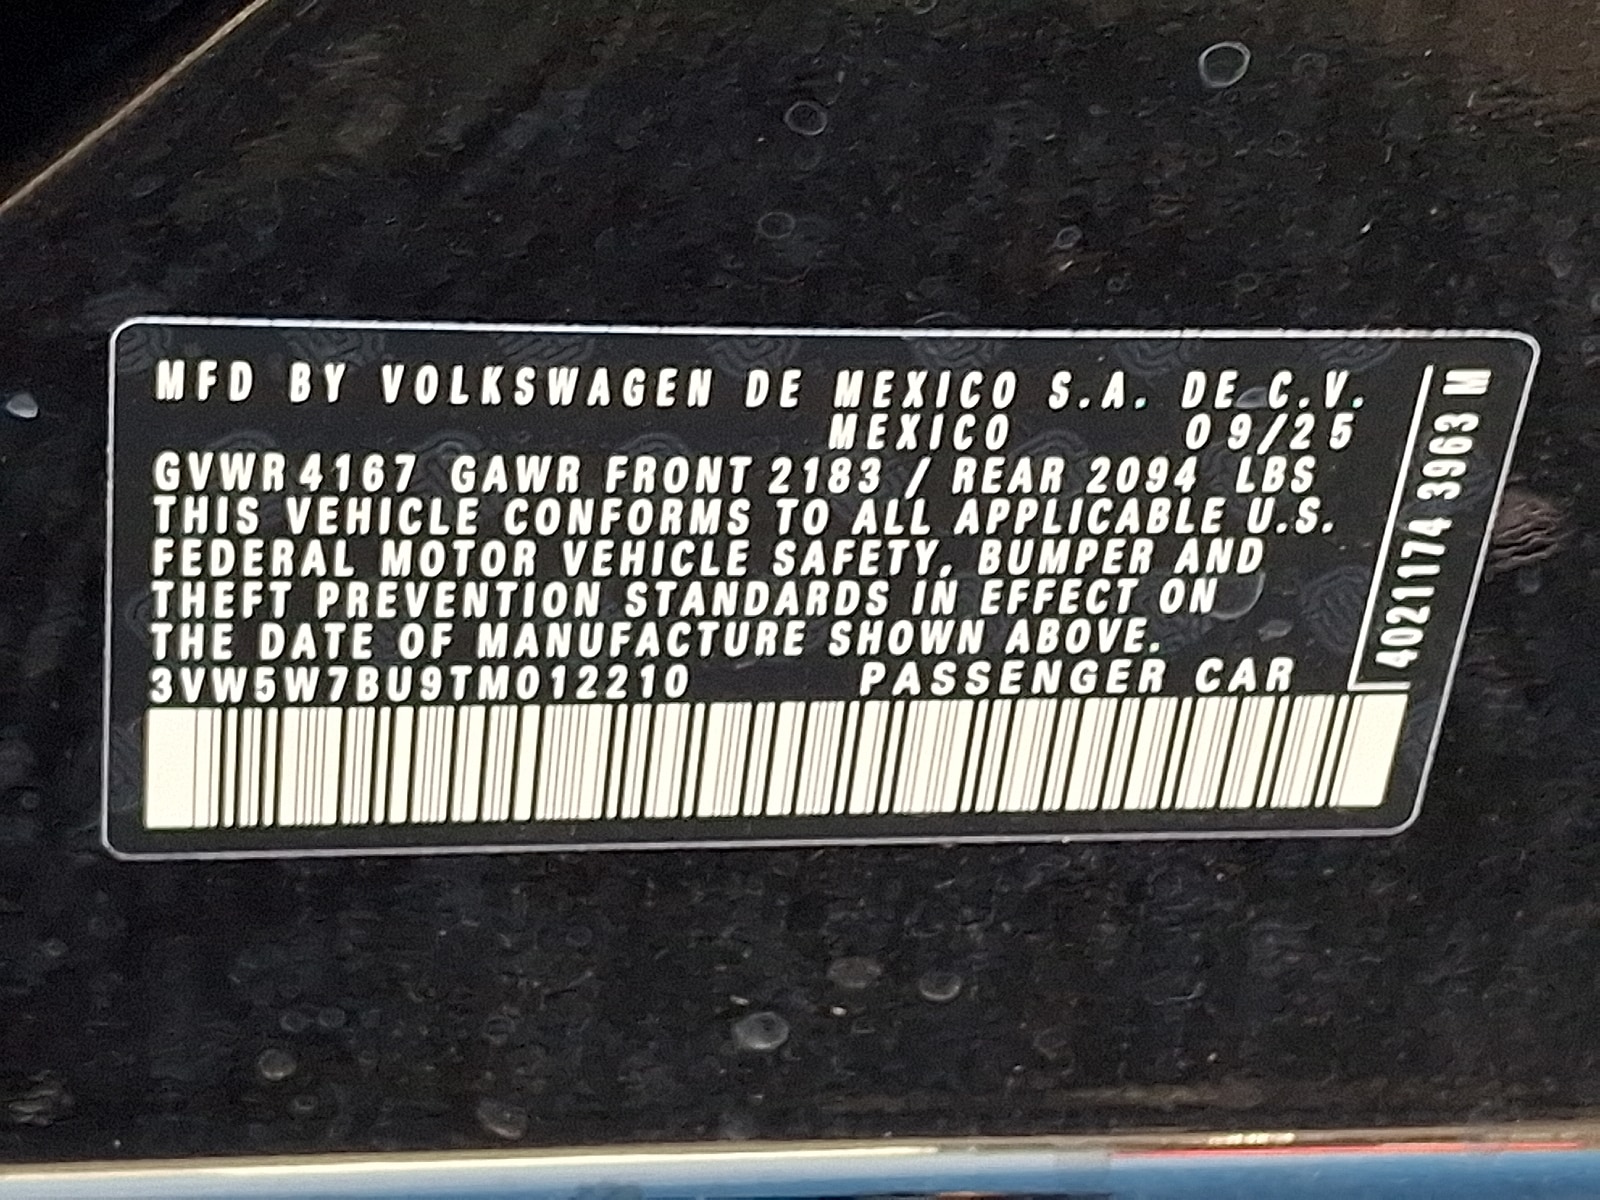 MFD BY VOLKSWAGEN DE MEXICO S.A. DE C.V.
MEXICO 09/25
GVWR 4167 GAWR FRONT 2183 / REAR 2094 LBS
THIS VEHICLE CONFORMS TO ALL APPLICABLE U.S.
FEDERAL MOTOR VEHICLE SAFETY, BUMPER AND
THEFT PREVENTION STANDARDS IN EFFECT ON
THE DATE OF MANUFACTURE SHOWN ABOVE.
3VW5W7BU9TM012210 PASSENGER CAR
4021174 3963 M